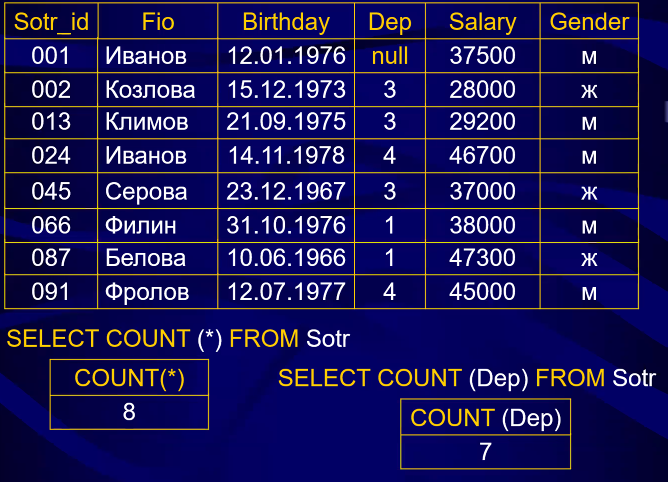 Sotr_id Fio Birthday Dep Salary Gender
001 Иванов 12.01.1976 null 37500 м
002 Козлова 15.12.1973 3 28000 ж
013 Климов 21.09.1975 3 29200 м
024 Иванов 14.11.1978 4 46700 м
045 Серова 23.12.1967 3 37000 ж
066 Филин 31.10.1976 1 38000 м
087 Белова 10.06.1966 1 47300 ж
091 Фролов 12.07.1977 4 45000 м
SELECT COUNT (*) FROM Sotr
COUNT(*)
8
SELECT COUNT (Dep) FROM Sotr
COUNT (Dep)
7